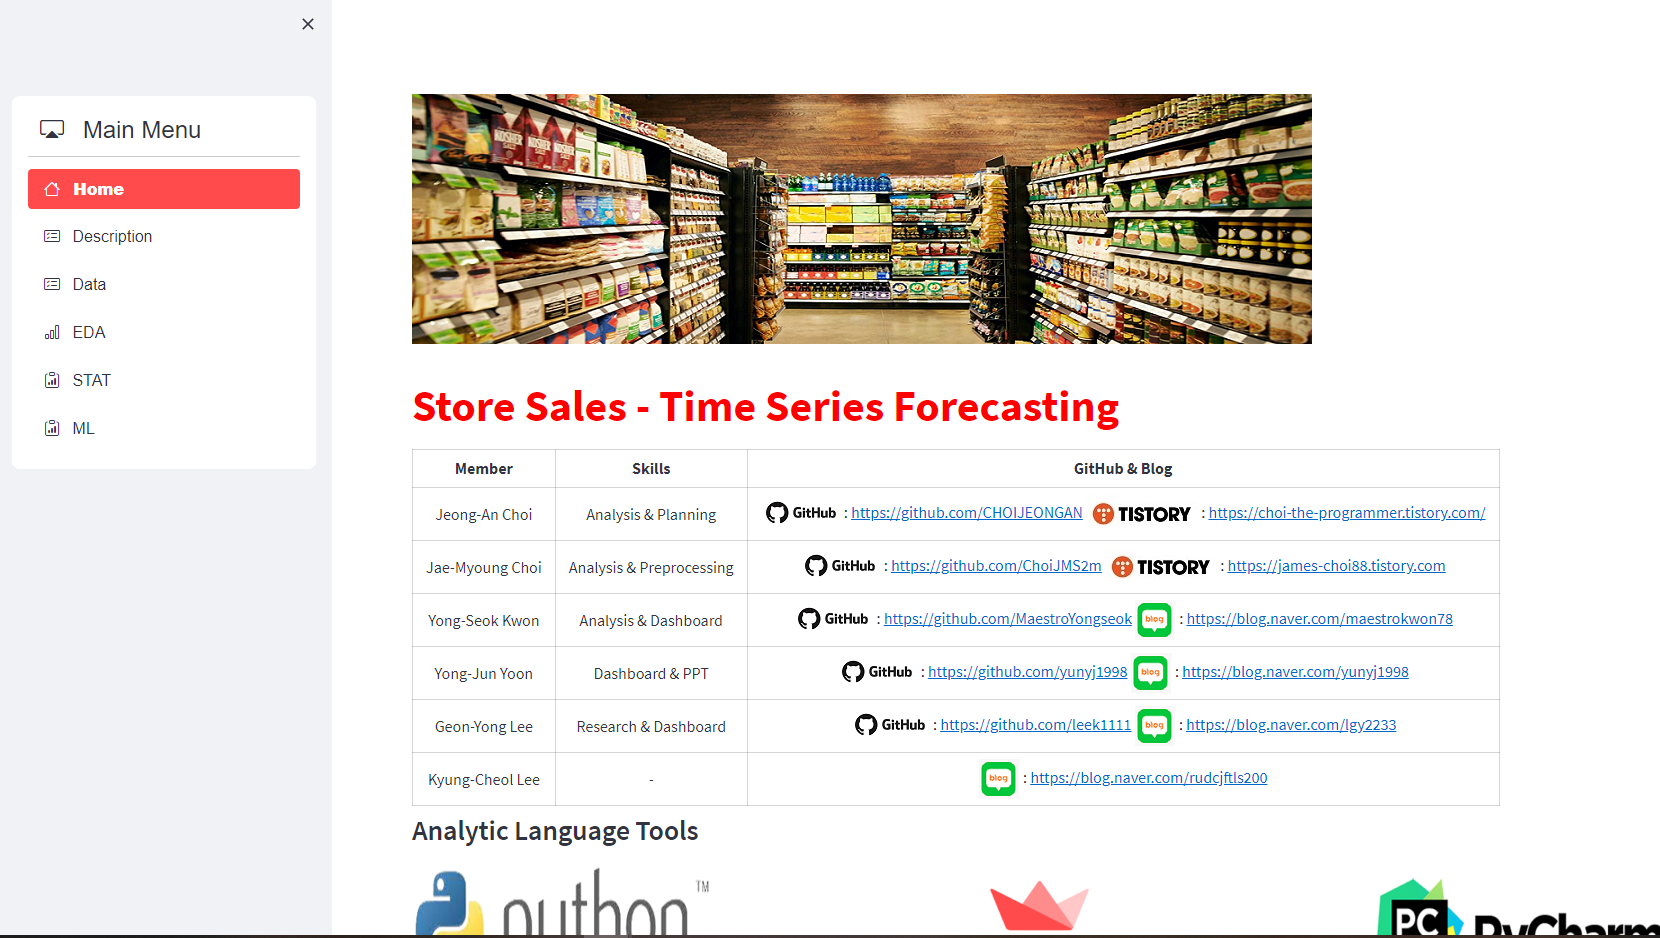 ×
Main Menu
Home
Description
Data
EDA
STAT
ML
KOSHER
KOSHER
KOSHER
Store Sales - Time Series Forecasting
Member Skills GitHub & Blog
Jeong-An Choi Analysis & Planning GitHub : https://github.com/CHOIJEONGAN TISTORY : https://choi-the-programmer.tistory.com/
Jae-Myoung Choi Analysis & Preprocessing GitHub : https://github.com/ChoiJMS2m TISTORY : https://james-choi88.tistory.com
Yong-Seok Kwon Analysis & Dashboard GitHub : https://github.com/MaestroYongseok blog : https://blog.naver.com/maestrokwon78
Yong-Jun Yoon Dashboard & PPT GitHub : https://github.com/yunyj1998 blog : https://blog.naver.com/yunyj1998
Geon-Yong Lee Research & Dashboard GitHub : https://github.com/leek1111 blog : https://blog.naver.com/lgy2233
Kyung-Cheol Lee - blog : https://blog.naver.com/rudcjftls200
Analytic Language Tools
python TM
PC PyCharm